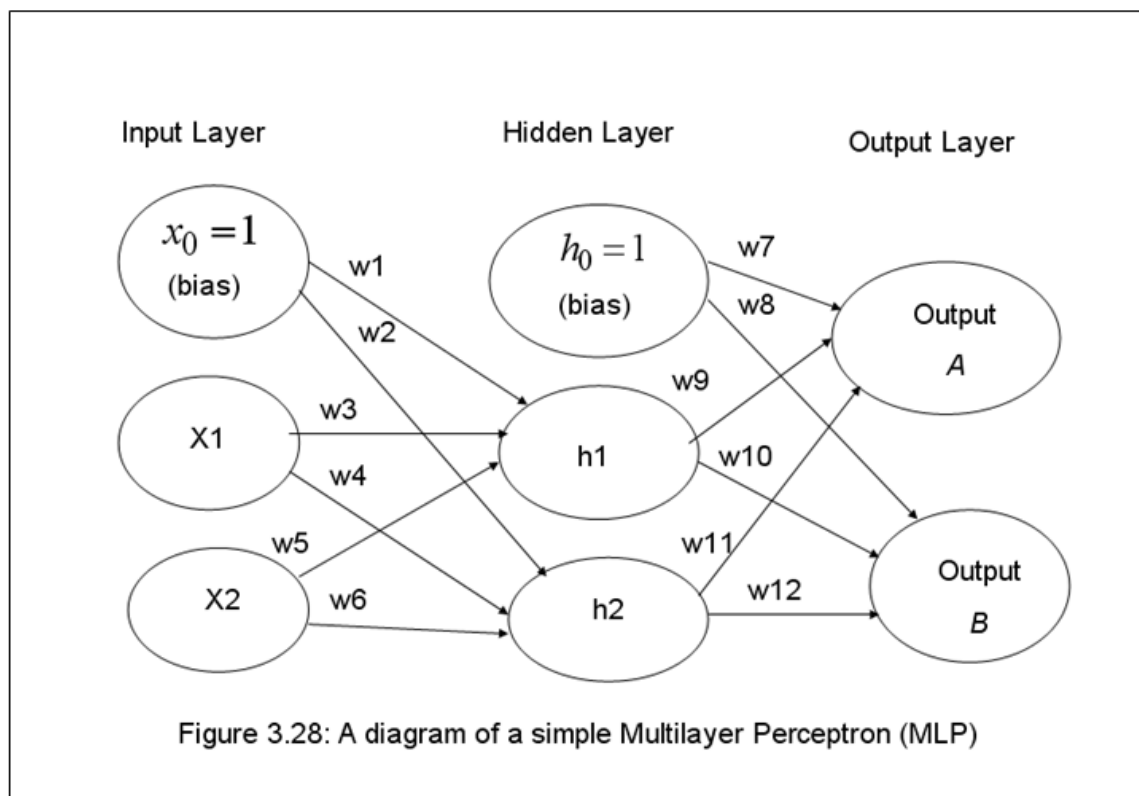 Input Layer
Hidden Layer
Output Layer
x₀ = 1
(bias)
h₀ = 1
(bias)
w1
w2
w7
w8
Output
A
X1
w3
w4
h1
w9
w10
X2
w5
w6
h2
w11
w12
Output
B
Figure 3.28: A diagram of a simple Multilayer Perceptron (MLP)